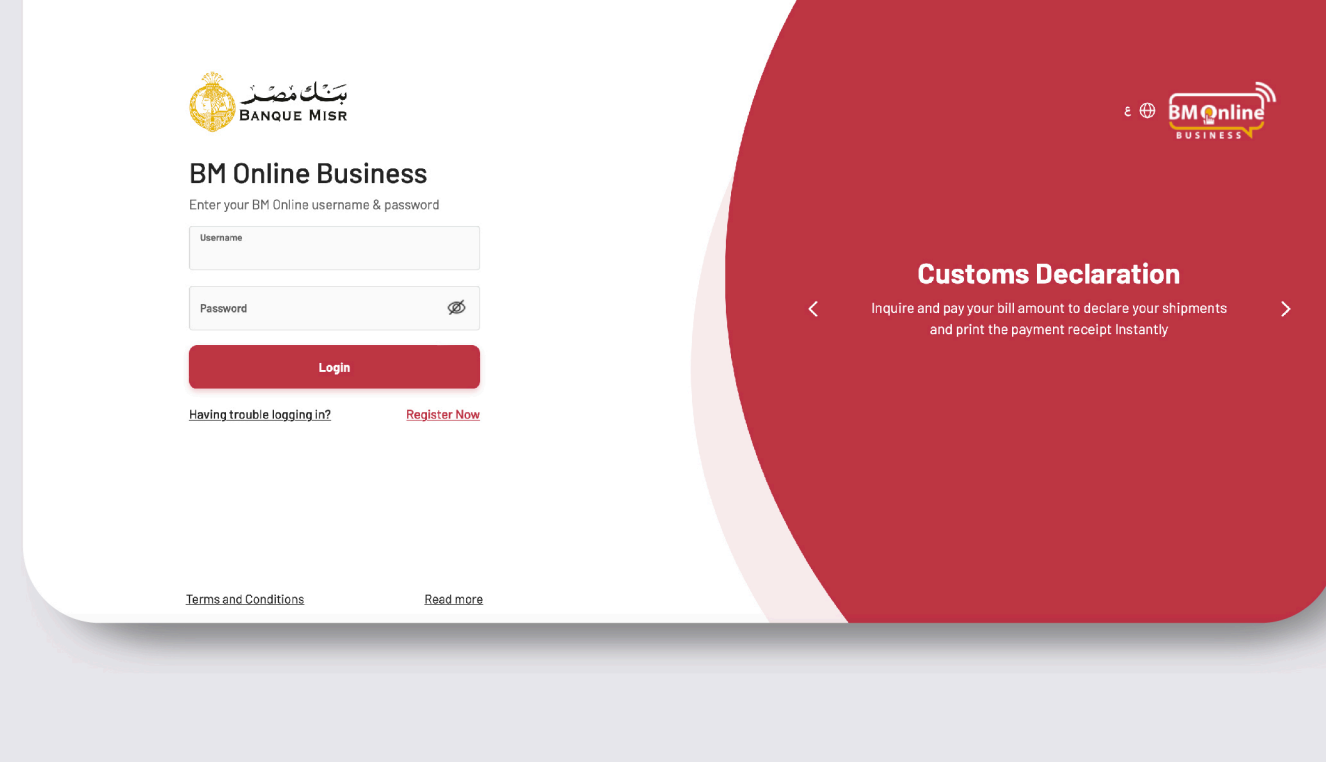 بنك مصر
BANQUE MISR
BM Online Business
Enter your BM Online username & password
Username
Password
Login
Having trouble logging in?
Register Now
Terms and Conditions
Read more
ع
BM Online
BUSINESS
Customs Declaration
Inquire and pay your bill amount to declare your shipments
and print the payment receipt Instantly